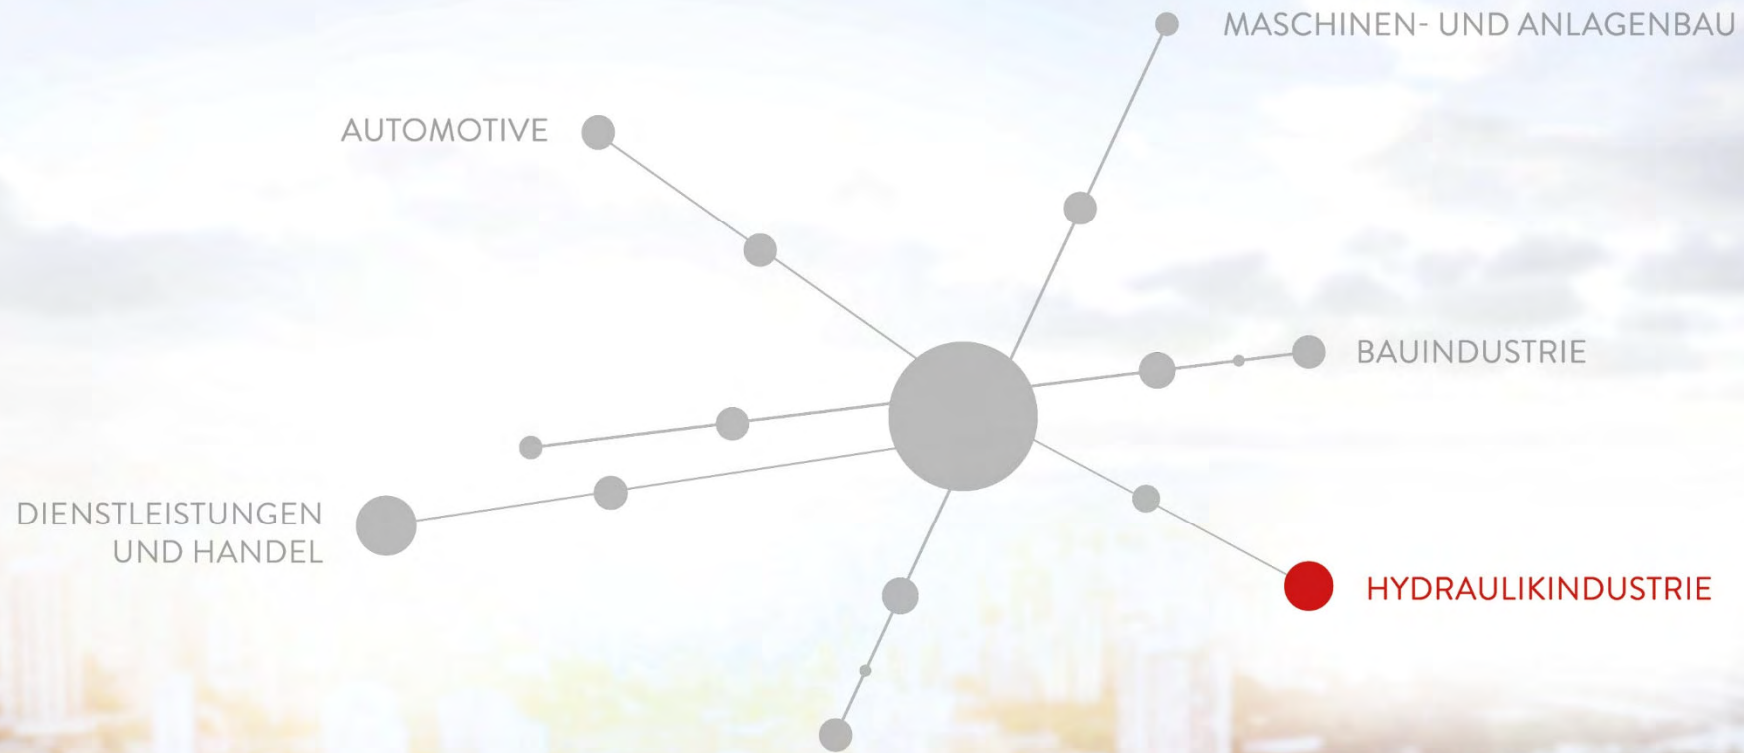 MASCHINEN- UND ANLAGENBAU
AUTOMOTIVE
BAUINDUSTRIE
DIENSTLEISTUNGEN
UND HANDEL
HYDRAULIKINDUSTRIE